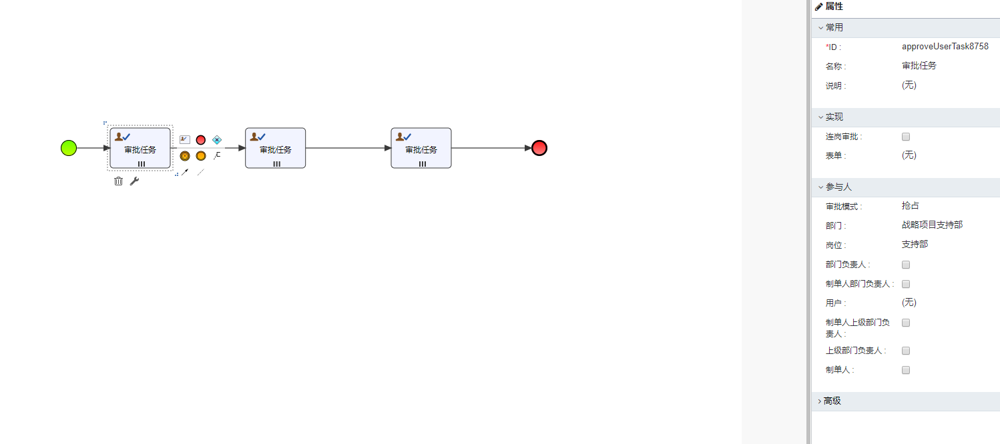 审批任务
审批任务
审批任务
属性
常用
*ID : approveUserTask8758
名称 : 审批任务
说明 : (无)
实现
连岗审批 :
表单 : (无)
参与人
审批模式 : 抢占
部门 : 战略项目支持部
岗位 : 支持部
部门负责人 :
制单人部门负责人 :
用户 : (无)
制单人上级部门负
责人 :
上级部门负责人 :
制单人 :
高级